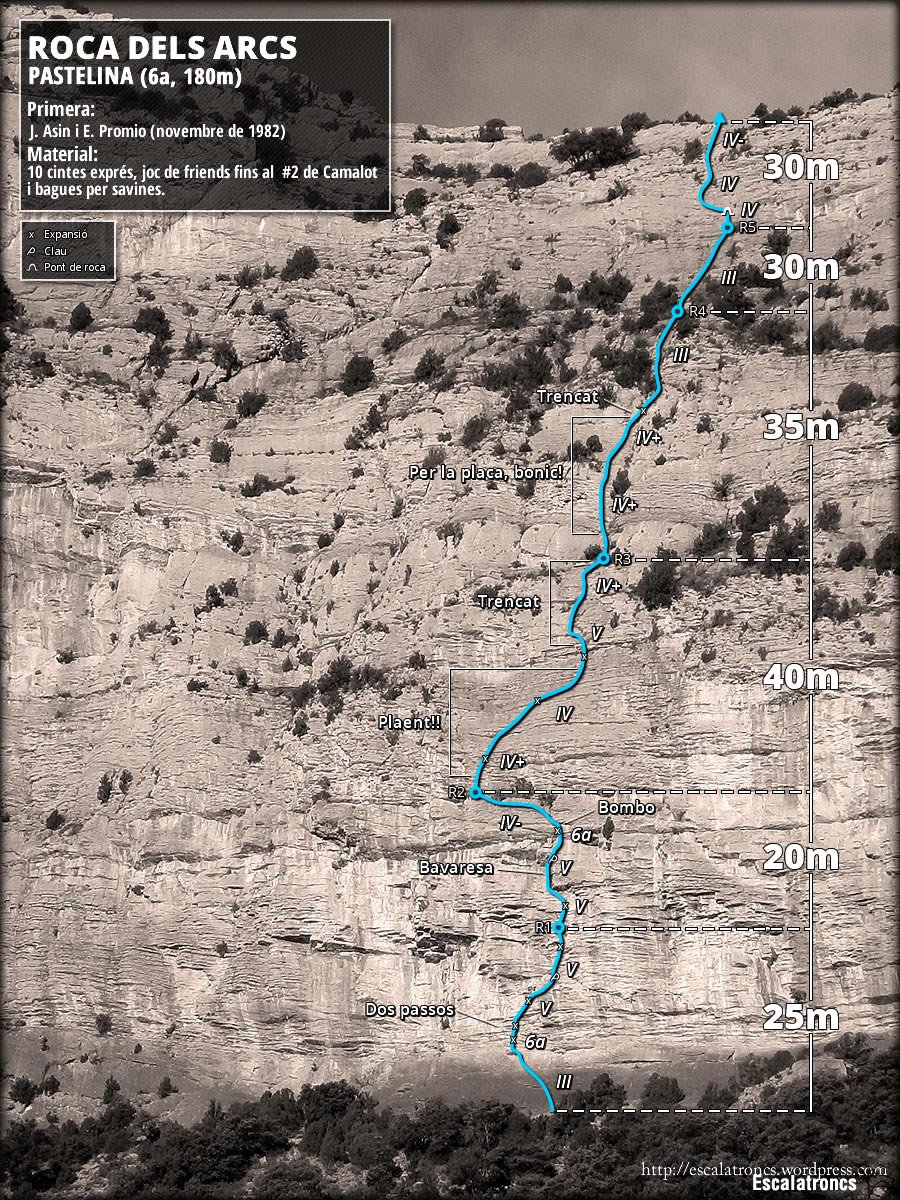 ROCA DELS ARCS
PASTELINA (6a, 180m)
Primera:
J. Asin i E. Promio (novembre de 1982)
Material:
10 cintes exprés, joc de friends fins al #2 de Camalot
i bagues per savines.
x Expansió
Clau
Pont de roca
IV-
30m
IV
IV
R5
30m
III
R4
III
Trencat
IV+
35m
Per la placa, bonic!
IV+
R3
IV+
Trencat
V
40m
IV
Plaent!!
IV+
R2
Bombo
IV-
6a
20m
Bavaresa
V
V
R1
V
Dos passos
V
25m
6a
III
http://escalatroncs.wordpress.com
Escalatroncs